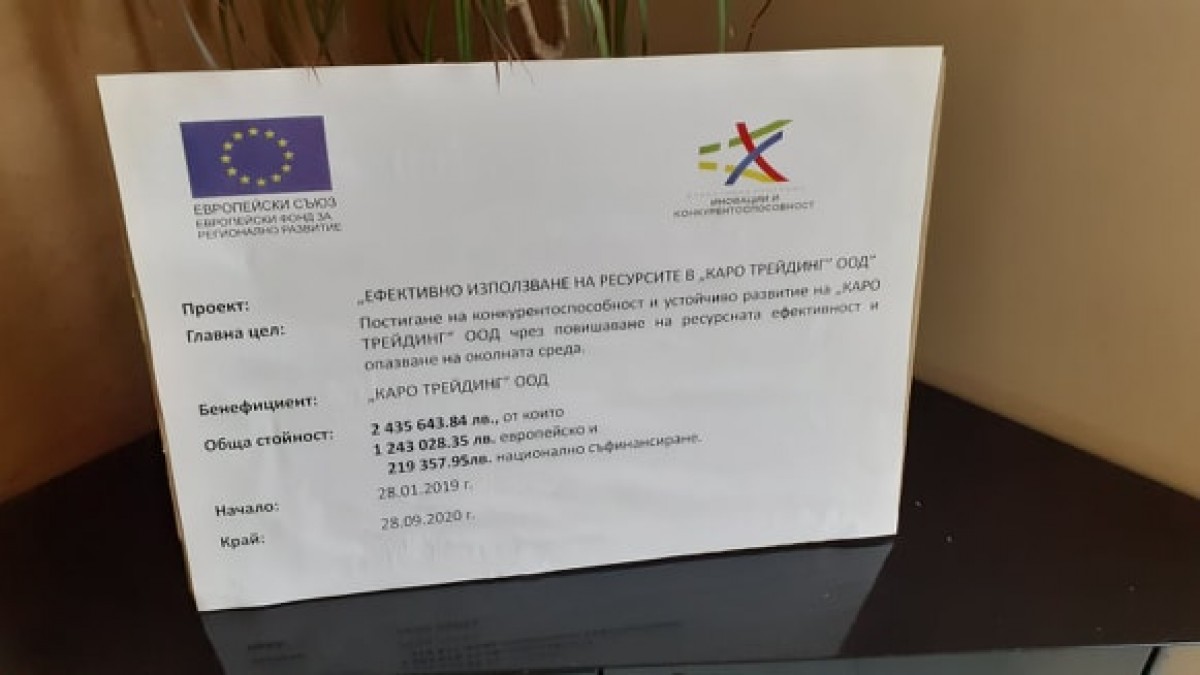 ЕВРОПЕЙСКИ СЪЮЗ
ЕВРОПЕЙСКИ ФОНД ЗА
РЕГИОНАЛНО РАЗВИТИЕ
ИНОВАЦИИ И
КОНКУРЕНТОСПОСОБНОСТ
Проект: „ЕФЕКТИВНО ИЗПОЛЗВАНЕ НА РЕСУРСИТЕ В „КАРО ТРЕЙДИНГ“ ООД“
Главна цел: Постигане на конкурентоспособност и устойчиво развитие на „КАРО
ТРЕЙДИНГ“ ООД чрез повишаване на ресурсната ефективност и
опазване на околната среда.
Бенефициент: „КАРО ТРЕЙДИНГ“ ООД
Обща стойност: 2 435 643.84 лв., от които
1 243 028.35 лв. европейско и
219 357.95лв. национално съфинансиране.
Начало: 28.01.2019 г.
Край: 28.09.2020 г.